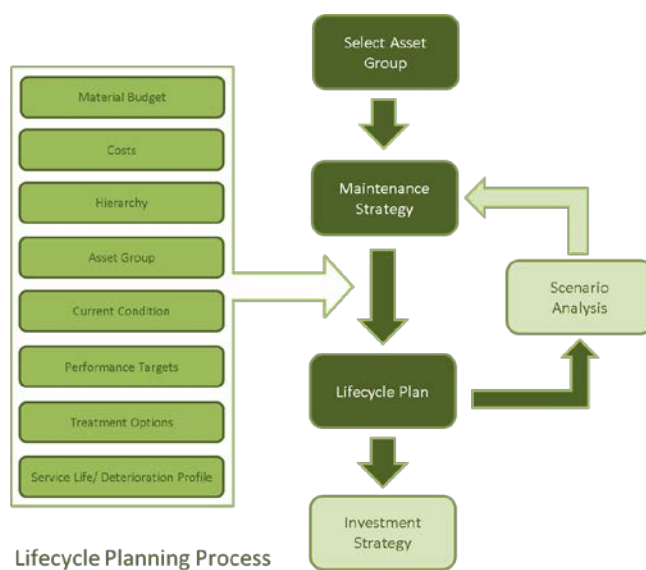 Select Asset
Group
Material Budget
Costs
Hierarchy
Asset Group
Current Condition
Performance Targets
Treatment Options
Service Life/ Deterioration Profile
Maintenance
Strategy
Scenario
Analysis
Lifecycle Plan
Investment
Strategy
Lifecycle Planning Process